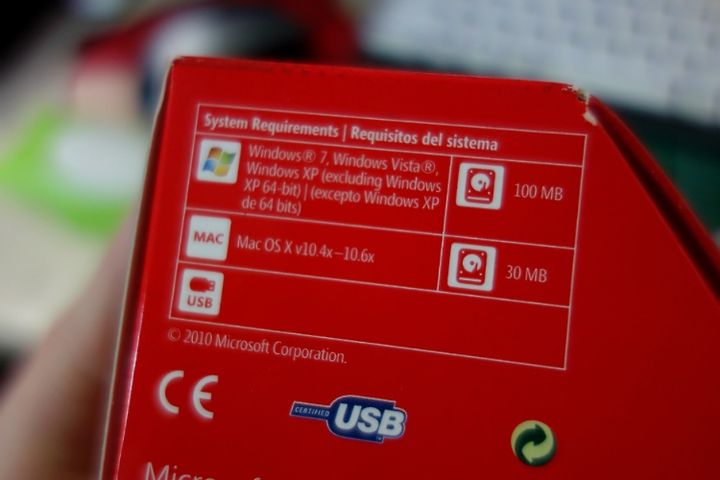 System Requirements | Requisitos del sistema
Windows® 7, Windows Vista®,
Windows XP (excluding Windows
XP 64-bit) | (excepto Windows XP
de 64 bits)
100 MB
MAC
Mac OS X v10.4x–10.6x
30 MB
USB
© 2010 Microsoft Corporation.
CE
CERTIFIED USB